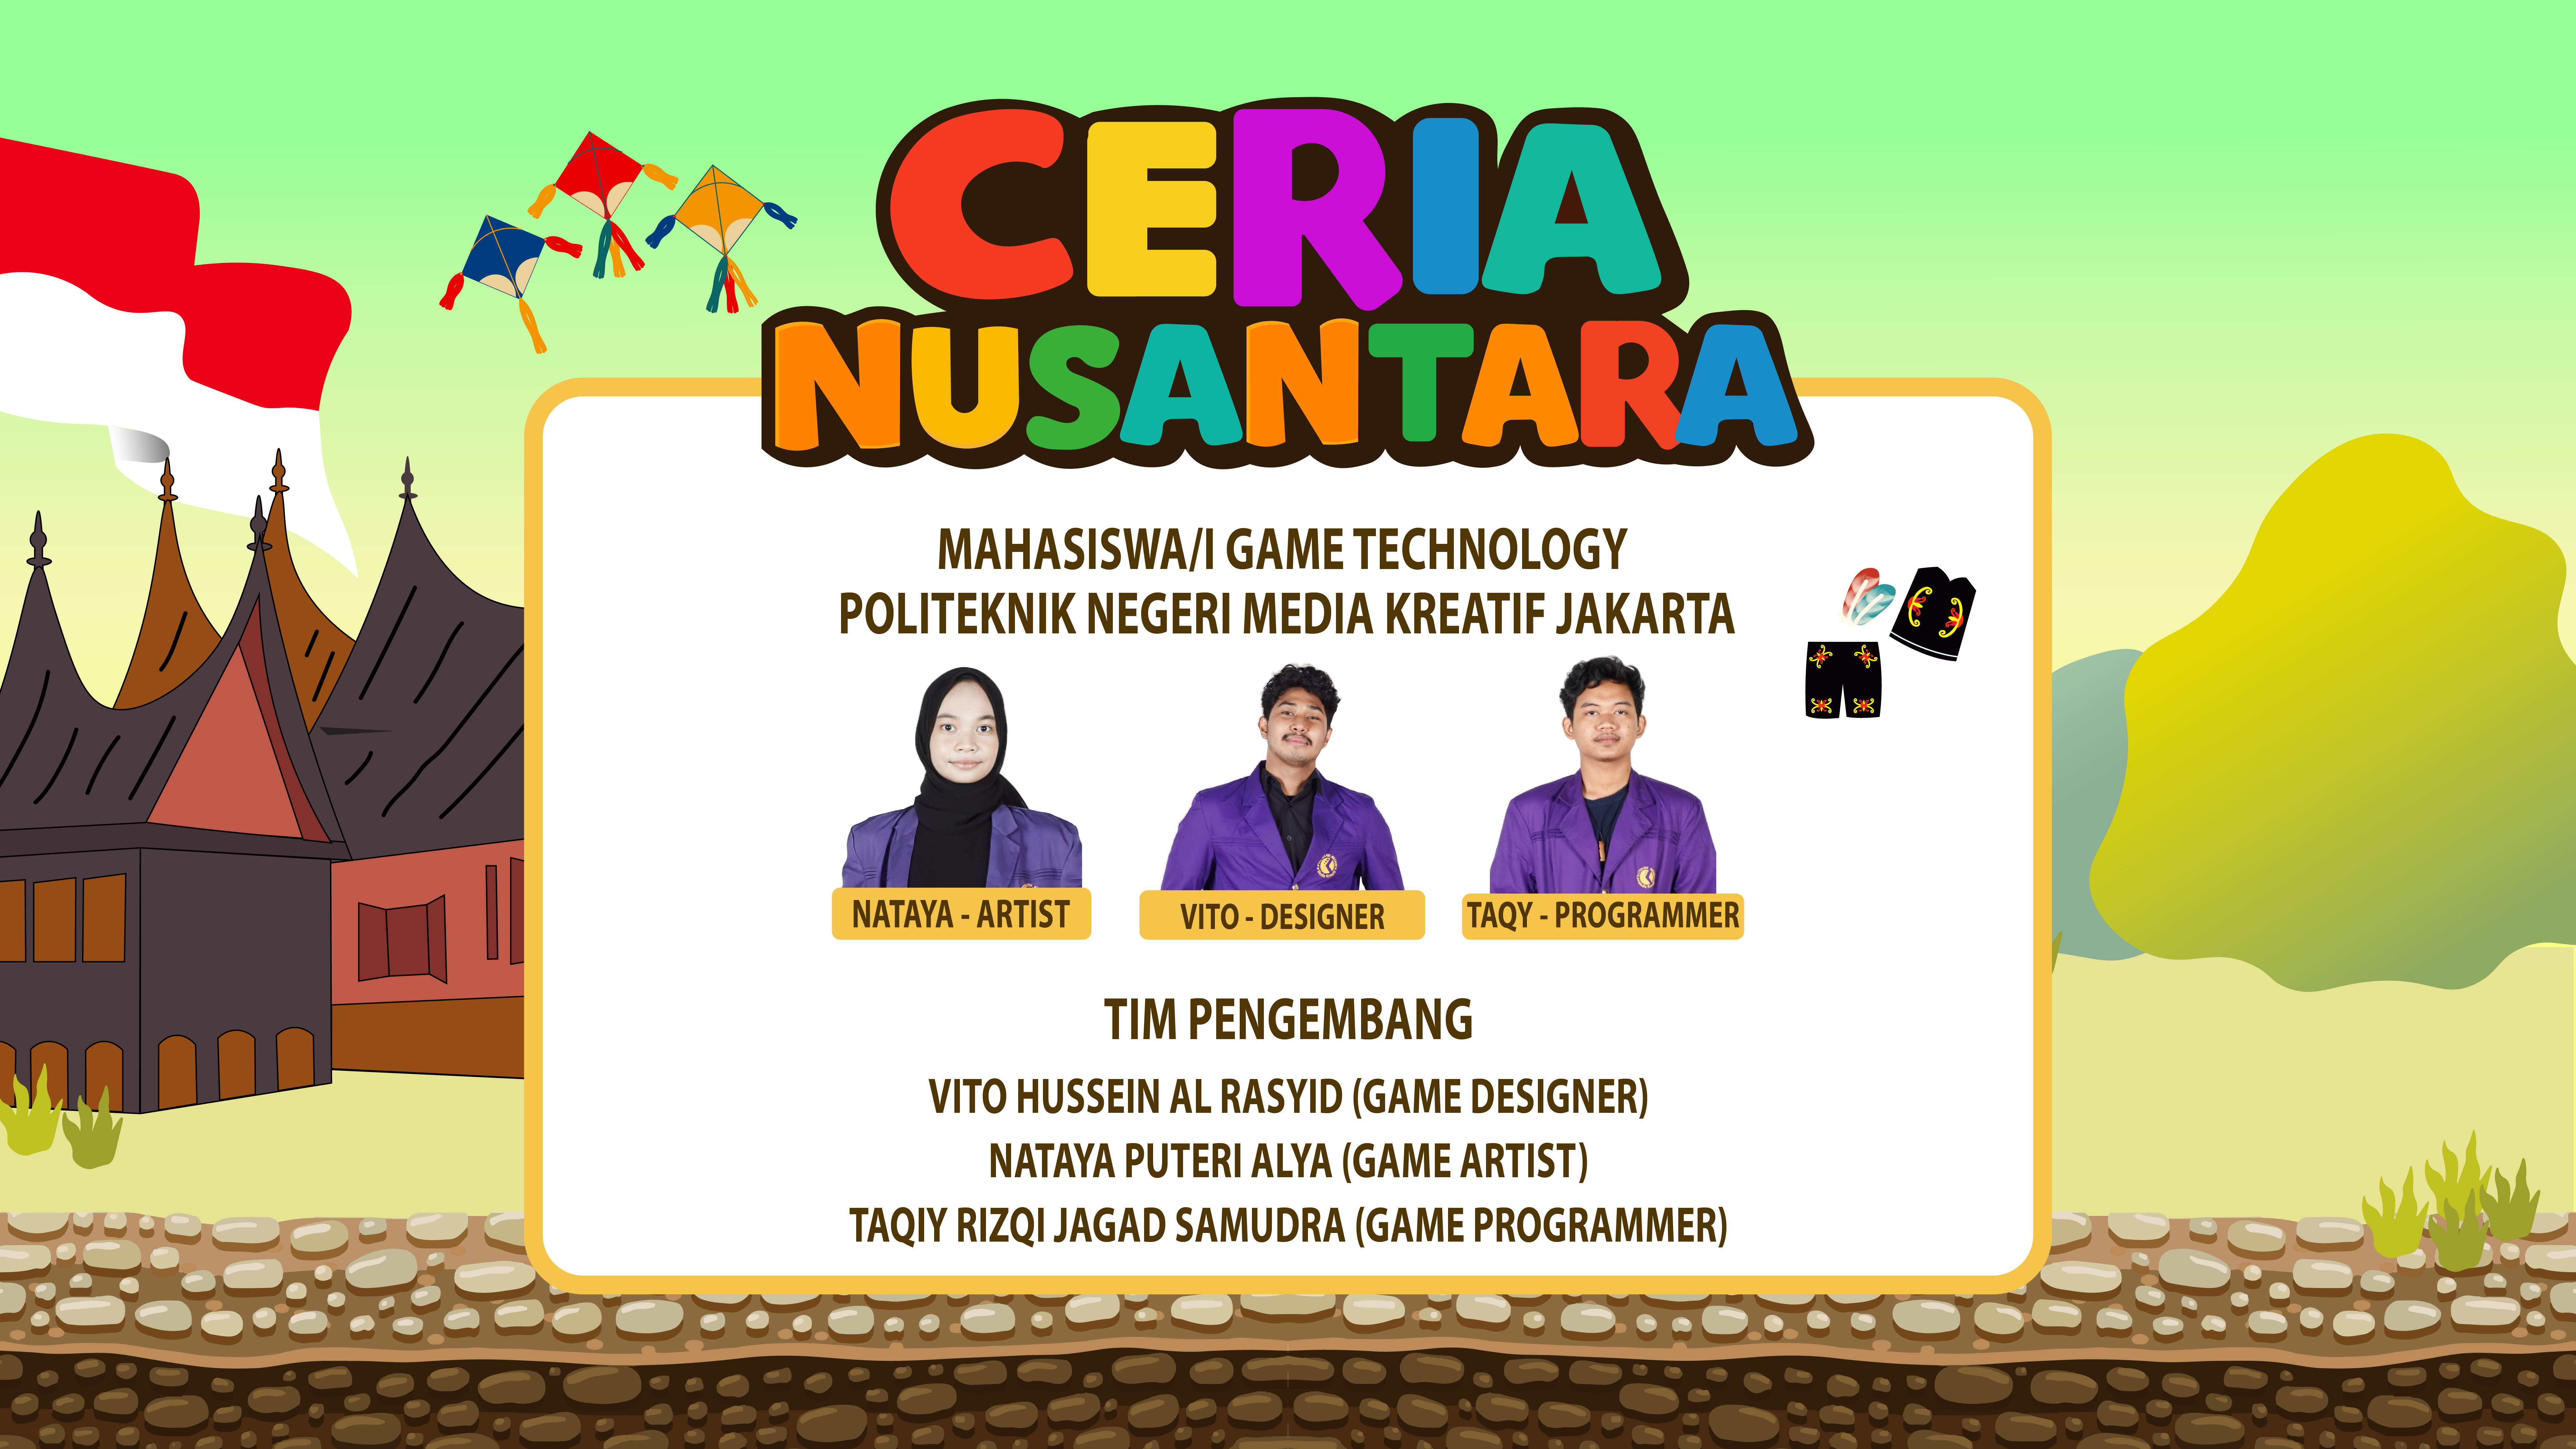 CERIA
NUSANTARA
MAHASISWA/I GAME TECHNOLOGY
POLITEKNIK NEGERI MEDIA KREATIF JAKARTA
NATAYA - ARTIST
VITO - DESIGNER
TAQY - PROGRAMMER
TIM PENGEMBANG
VITO HUSSEIN AL RASYID (GAME DESIGNER)
NATAYA PUTERI ALYA (GAME ARTIST)
TAQIY RIZQI JAGAD SAMUDRA (GAME PROGRAMMER)